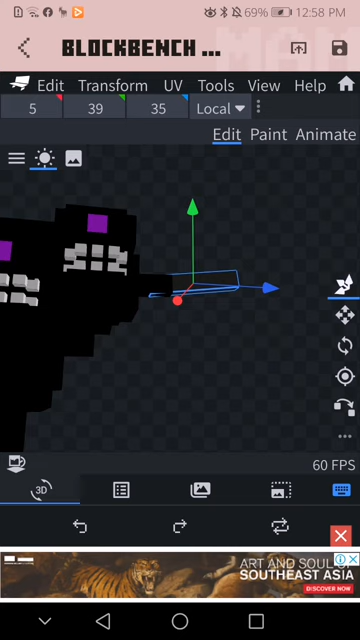 69% 12:58 PM
BLOCKBENCH ...
Edit Transform UV Tools View Help
5 39 35 Local
Edit Paint Animate
60 FPS
3D
ART AND SOUL OF
SOUTHEAST ASIA
DISCOVER NOW